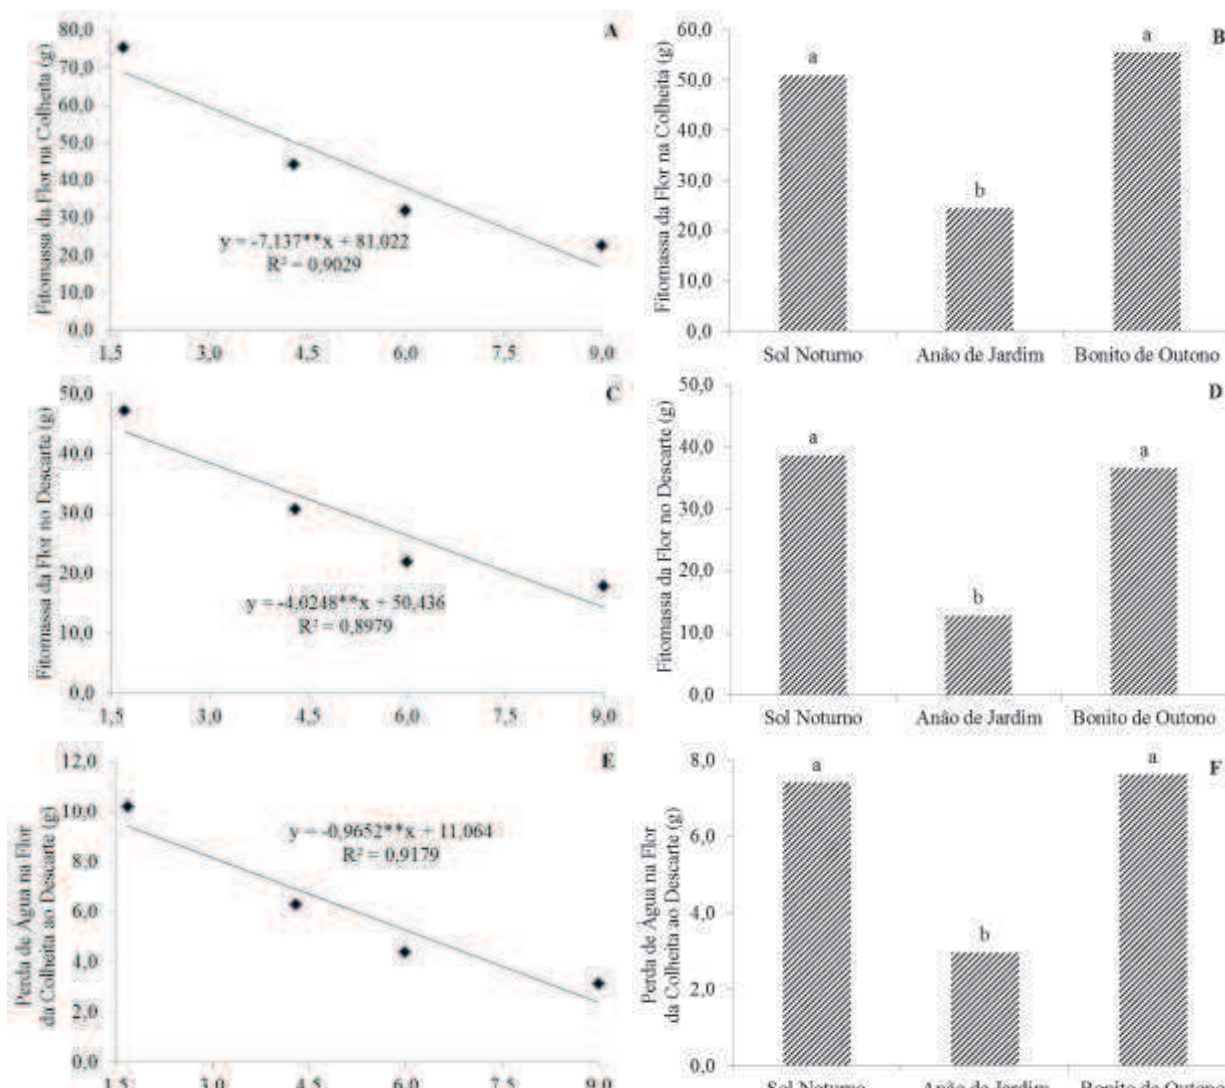 A
Fitomassa da Flor na Colheita (g)
80,0
70,0
60,0
50,0
40,0
30,0
20,0
10,0
0,0
y = -7,137**x + 81,022
R² = 0,9029
1,5 3,0 4,5 6,0 7,5 9,0
B
Fitomassa da Flor na Colheita (g)
60,0
50,0
40,0
30,0
20,0
10,0
0,0
a b a
Sol Noturno Anão de Jardim Bonito de Outono
C
Fitomassa da Flor no Descarte (g)
50,0
40,0
30,0
20,0
10,0
0,0
y = -4,0248**x + 50,436
R² = 0,8979
1,5 3,0 4,5 6,0 7,5 9,0
D
Fitomassa da Flor no Descarte (g)
50,0
40,0
30,0
20,0
10,0
0,0
a b a
Sol Noturno Anão de Jardim Bonito de Outono
E
Perda de Água na Flor
da Colheita ao Descarte (g)
12,0
10,0
8,0
6,0
4,0
2,0
0,0
y = -0,9652**x + 11,064
R² = 0,9179
1,5 3,0 4,5 6,0 7,5 9,0
F
Perda de Água na Flor
da Colheita ao Descarte (g)
8,0
6,0
4,0
2,0
0,0
a b a
Sol Noturno Anão de Jardim Bonito de Outono